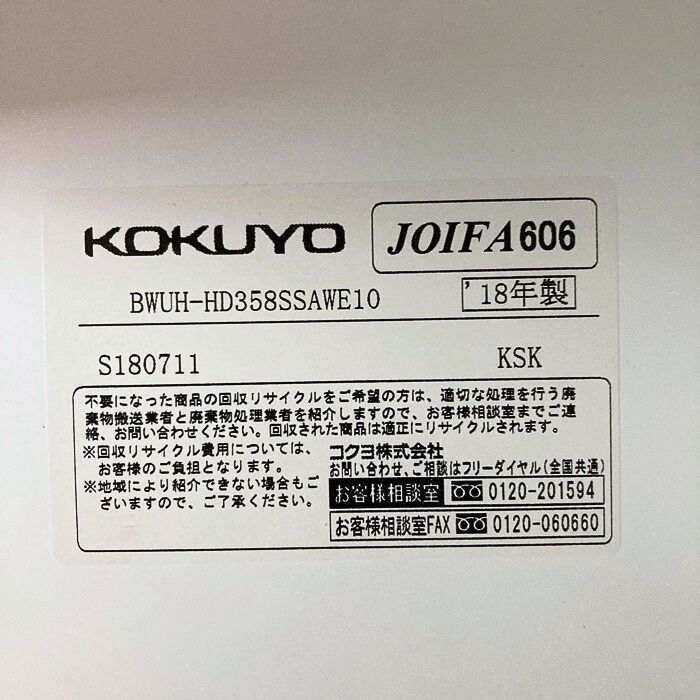 KOKUYO
JOIFA606
BWUH-HD358SSAWE10
'18年製
S180711
KSK
不要になった商品の回収リサイクルをご希望の方は、適切な処理を行う廃
棄物搬送業者と廃棄物処理業者を紹介しますので、お客様相談室までご連
絡、お問い合わせください。回収された商品は適正にリサイクルされます。
※回収リサイクル費用については、
お客様のご負担となります。
※地域により紹介できない場合もご
ざいますので、ご了承ください。
コクヨ株式会社
お問い合わせ、ご相談はフリーダイヤル(全国共通)
お客様相談室 0120-201594
お客様相談室FAX 0120-060660